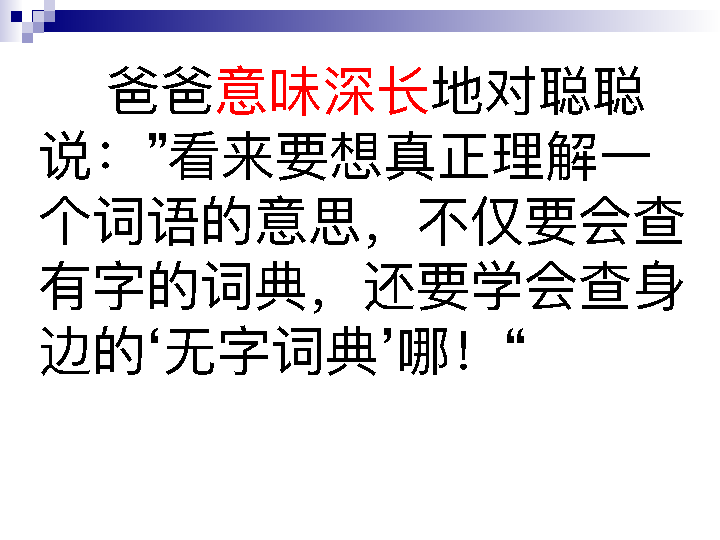 爸爸意味深长地对聪聪
说：”看来要想真正理解一
个词语的意思，不仅要会查
有字的词典，还要学会查身
边的‘无字词典’哪！“